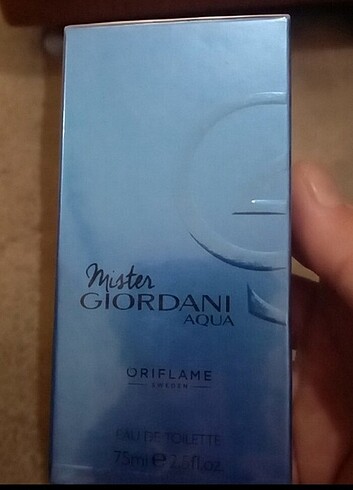 Mister
GIORDANI
AQUA
ORIFLAME
SWEDEN
EAU DE TOILETTE
75ml e 2.5fl.oz.